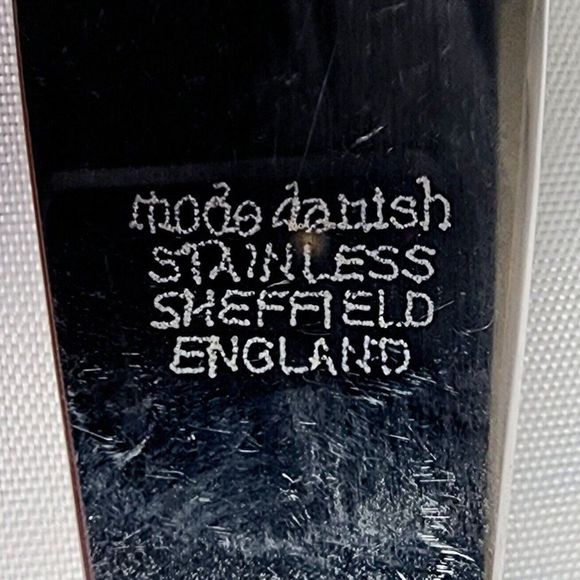 mode danish
STAINLESS
SHEFFIELD
ENGLAND